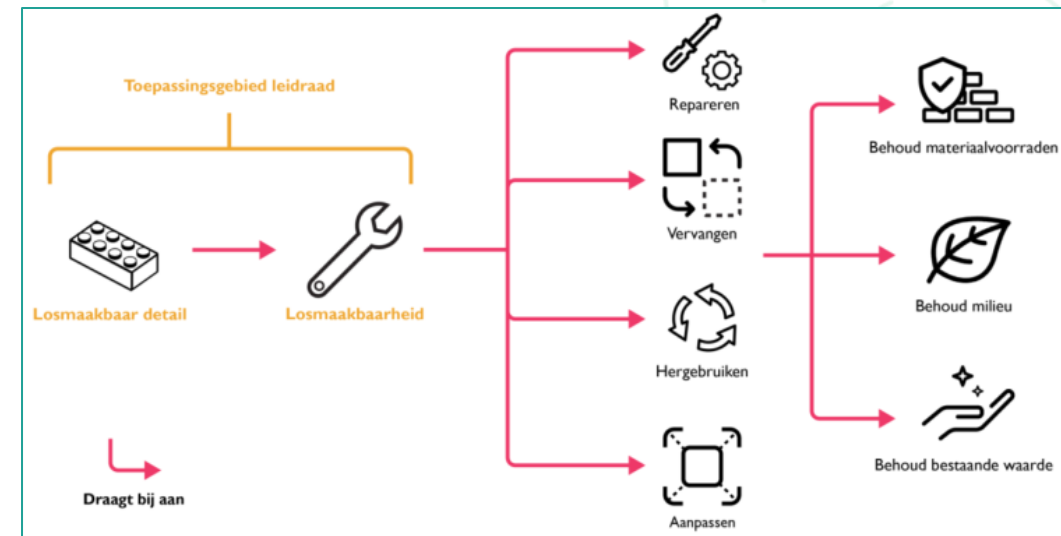 Toepassingsgebied leidraad
Losmaakbaar detail
Losmaakbaarheid
Draagt bij aan
Repareren
Vervangen
Hergebruiken
Aanpassen
Behoud materiaalvoorraden
Behoud milieu
Behoud bestaande waarde